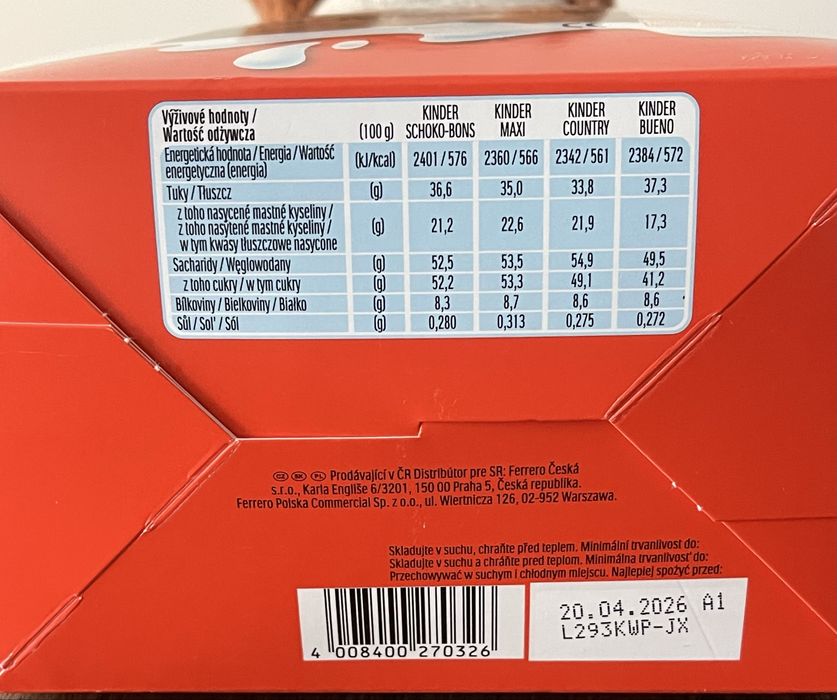 Výživové hodnoty /
Wartość odżywcza (100 g) KINDER SCHOKO-BONS KINDER MAXI KINDER COUNTRY KINDER BUENO
Energetická hodnota / Energia / Wartość
energetyczna (energia) (kJ/kcal) 2401 / 576 2360 / 566 2342 / 561 2384 / 572
Tuky / Tłuszcz (g) 36,6 35,0 33,8 37,3
z toho nasycené mastné kyseliny /
z toho nasýtené mastné kyseliny /
w tym kwasy tłuszczowe nasycone (g) 21,2 22,6 21,9 17,3
Sacharidy / Węglowodany (g) 52,5 53,5 54,9 49,5
z toho cukry / w tym cukry (g) 52,2 53,3 49,1 41,2
Bílkoviny / Bielkoviny / Białko (g) 8,3 8,7 8,6 8,6
Sůl / Soľ / Sól (g) 0,280 0,313 0,275 0,272
CZ SK PL Prodávající v ČR Distribútor pre SR: Ferrero Česká
s.r.o., Karla Engliše 6/3201, 150 00 Praha 5, Česká republika.
Ferrero Polska Commercial Sp. z o.o., ul. Wiertnicza 126, 02-952 Warszawa.
Skladujte v suchu, chraňte před teplem. Minimální trvanlivost do:
Skladujte v suchu a chráňte pred teplom. Minimálna trvanlivosť do:
Przechowywać w suchym i chłodnym miejscu. Najlepiej spożyć przed:
20.04.2026 A1
L293KWP-JX
4 008400 270326